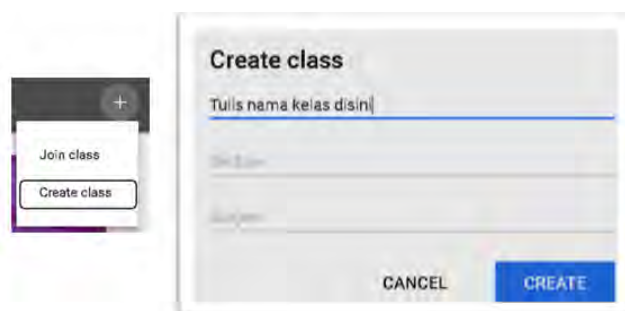 +
Join class
Create class
Create class
Tulis nama kelas disini
CANCEL
CREATE